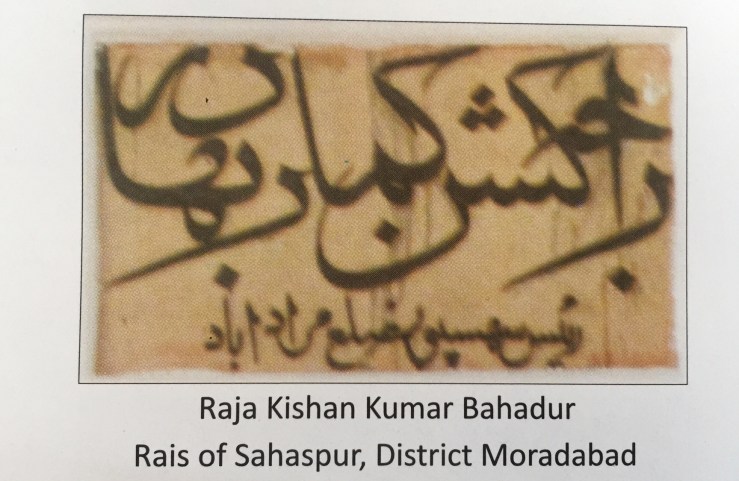 راجہ کشن کمار بہادر
رئیس سہسپور ضلع مرادآباد
Raja Kishan Kumar Bahadur
Rais of Sahaspur, District Moradabad